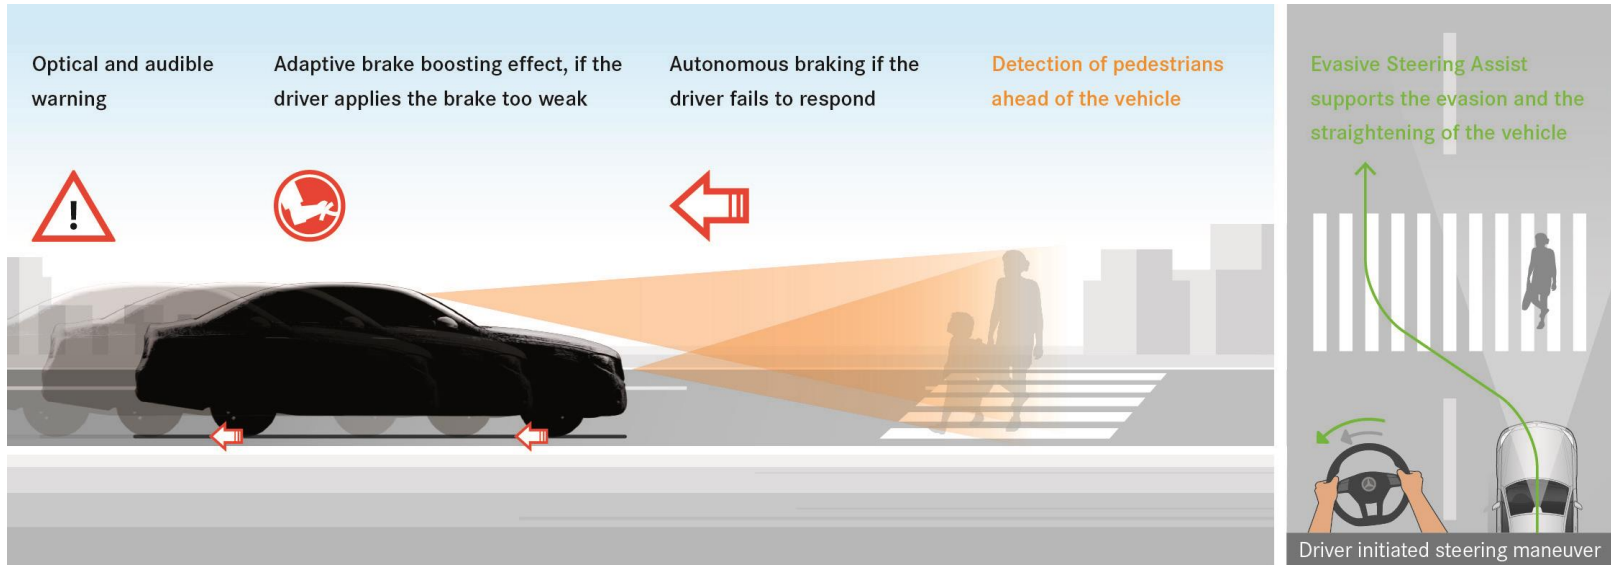 Optical and audible
warning
Adaptive brake boosting effect, if the
driver applies the brake too weak
Autonomous braking if the
driver fails to respond
Detection of pedestrians
ahead of the vehicle
Evasive Steering Assist
supports the evasion and the
straightening of the vehicle
!
Driver initiated steering maneuver